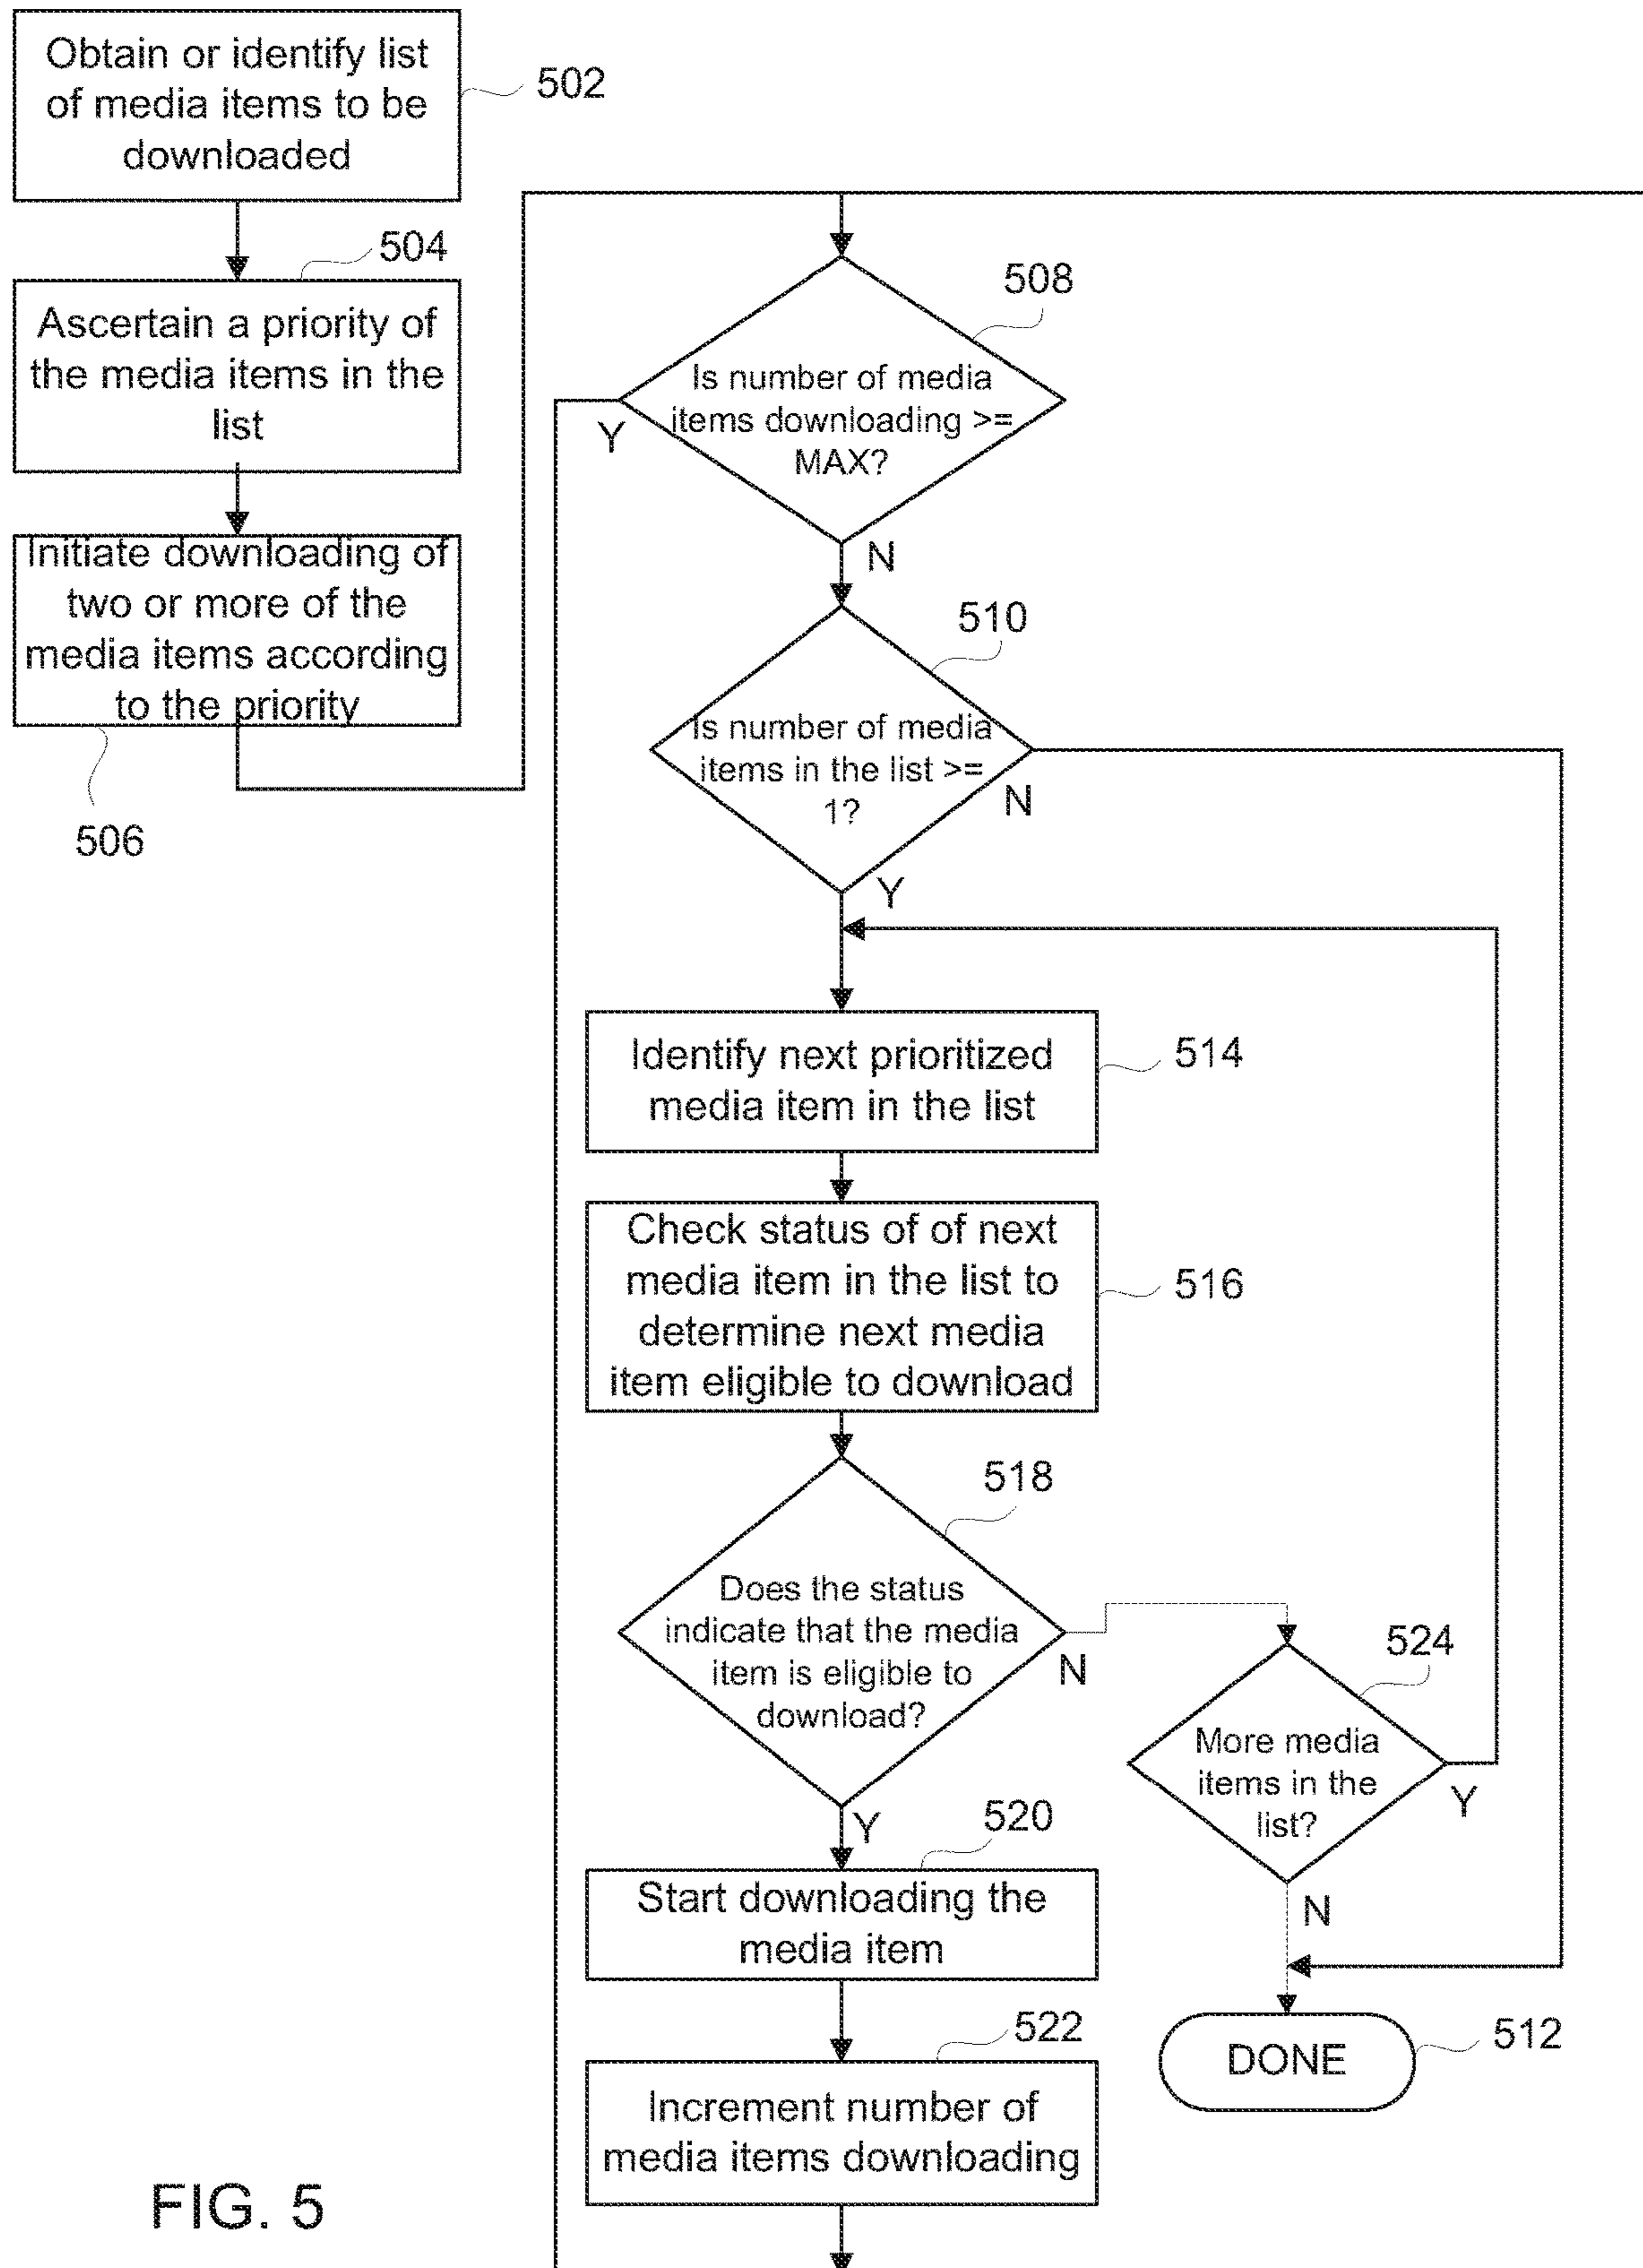 Obtain or identify list
of media items to be
downloaded
502
504
Ascertain a priority of
the media items in the
list
Initiate downloading of
two or more of the
media items according
to the priority
506
508
Is number of media
items downloading >=
MAX?
Y
N
510
Is number of media
items in the list >=
1?
N
Y
Identify next prioritized
media item in the list
514
Check status of of next
media item in the list to
determine next media
item eligible to download
516
518
Does the status
indicate that the media
item is eligible to
download?
N
Y
524
More media
items in the
list?
Y
N
520
Start downloading the
media item
522
Increment number of
media items downloading
DONE
512
FIG. 5